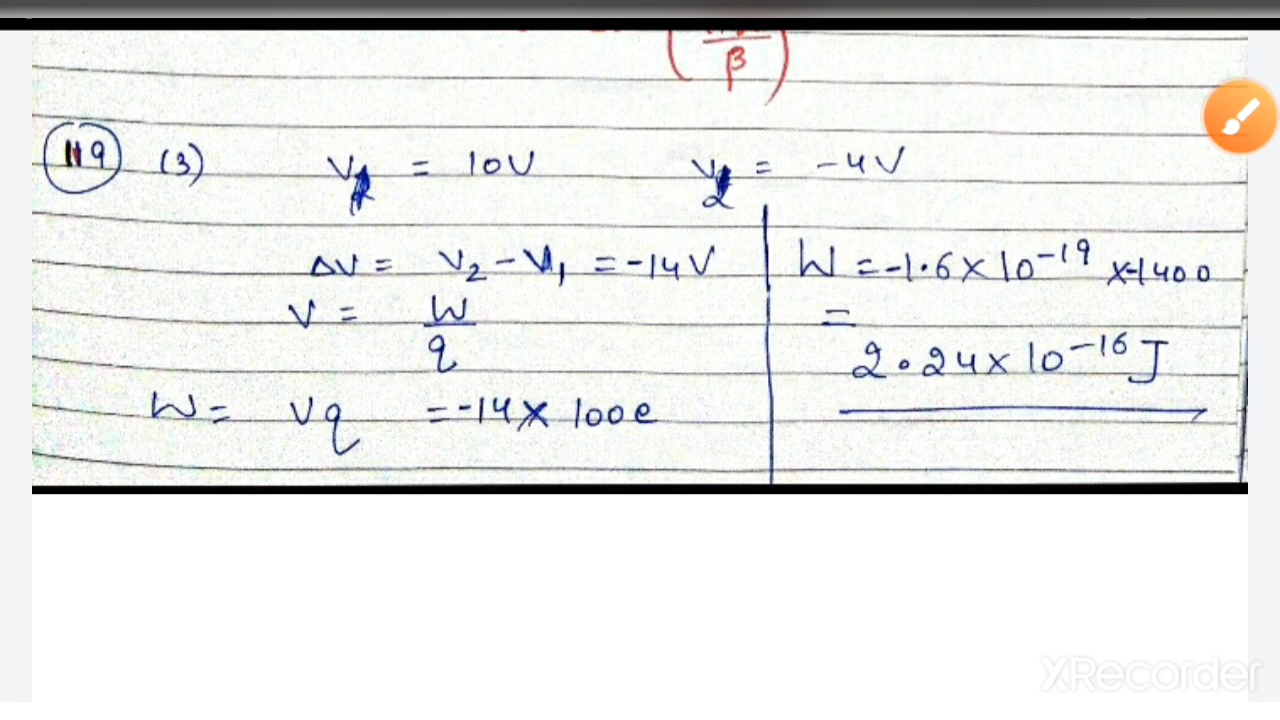 β
119 (3) V1 = 10V V2 = -4V
ΔV = V2 - V1 = -14V
V = W/q
W = Vq = -14 × 100e
W = -1.6 × 10^-19 × -1400
=
2.24 × 10^-16 J
XRecorder